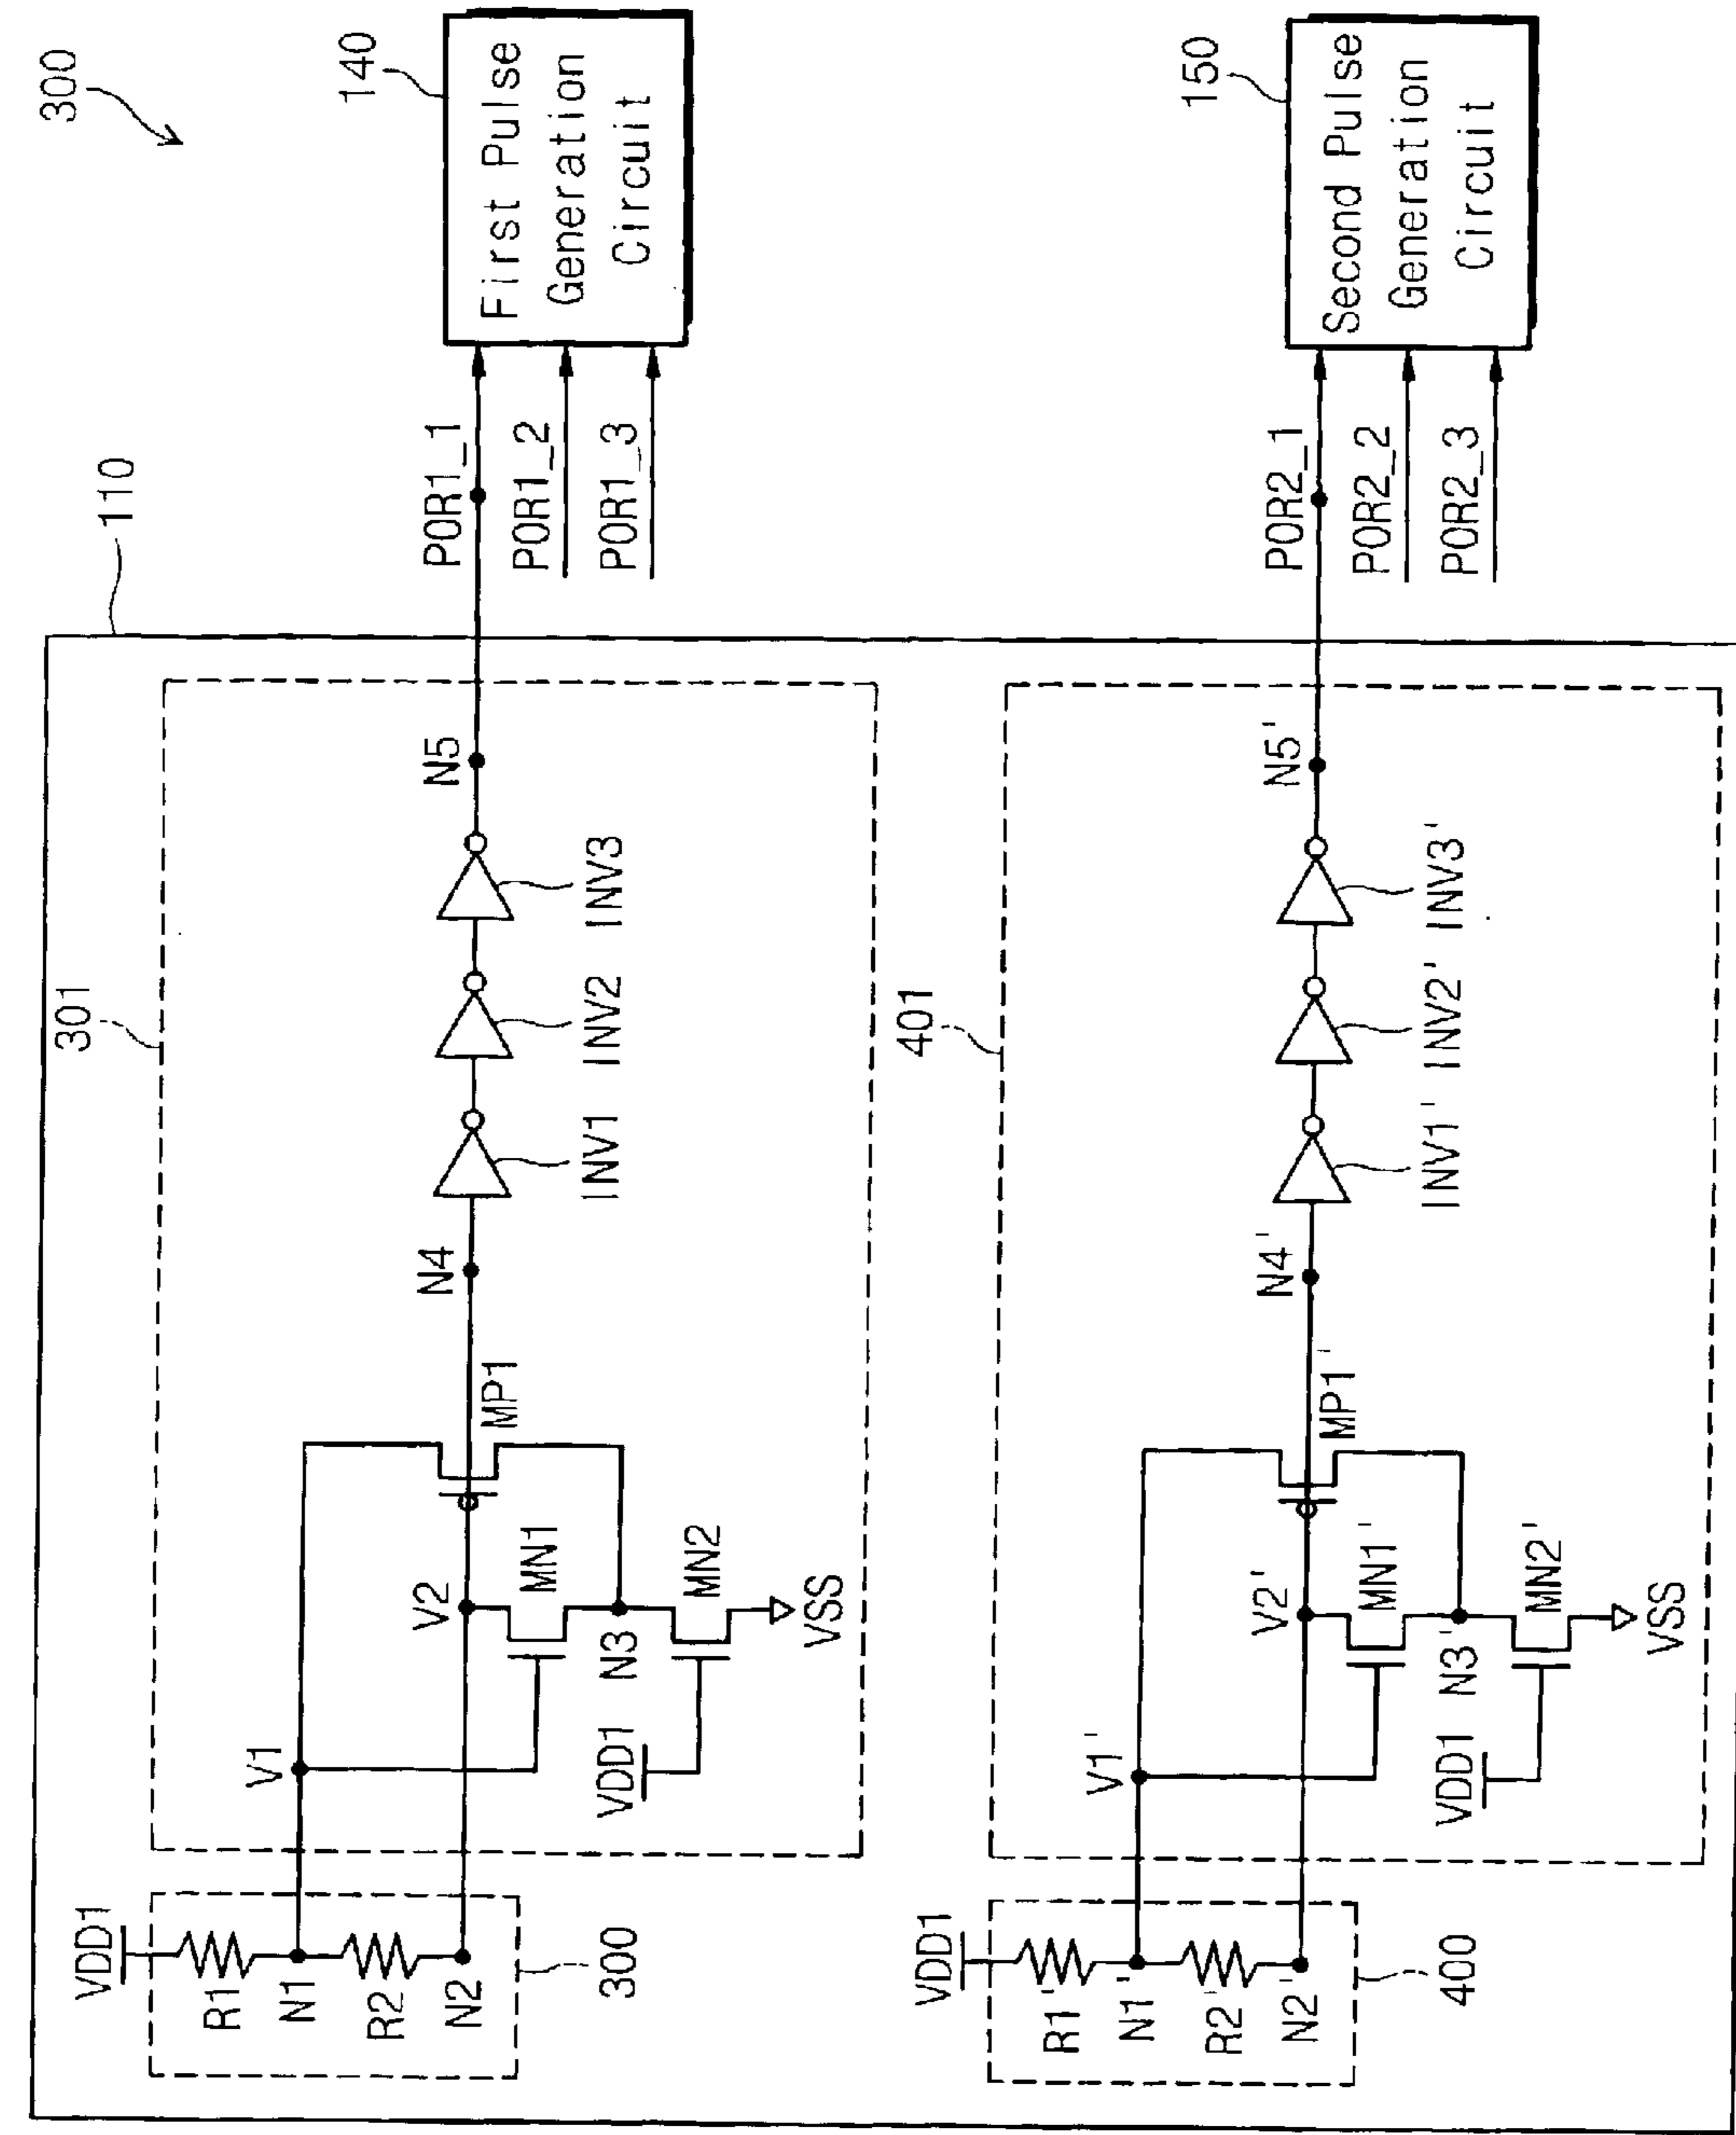 300
110
301
VDD1
R1
N1
R2
N2
300
V1
V2
MN1
N3
MN2
VDD1
VSS
MP1
N4
INV1
INV2
INV3
N5
POR1_1
POR1_2
POR1_3
140
First Pulse
Generation
Circuit
401
VDD1
R1'
N1'
R2'
N2'
400
V1'
V2'
MN1'
N3'
MN2'
VDD1
VSS
MP1'
N4'
INV1'
INV2'
INV3'
N5'
POR2_1
POR2_2
POR2_3
150
Second Pulse
Generation
Circuit